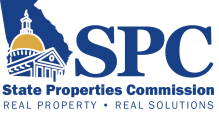 SPC
State Properties Commission
REAL PROPERTY • REAL SOLUTIONS